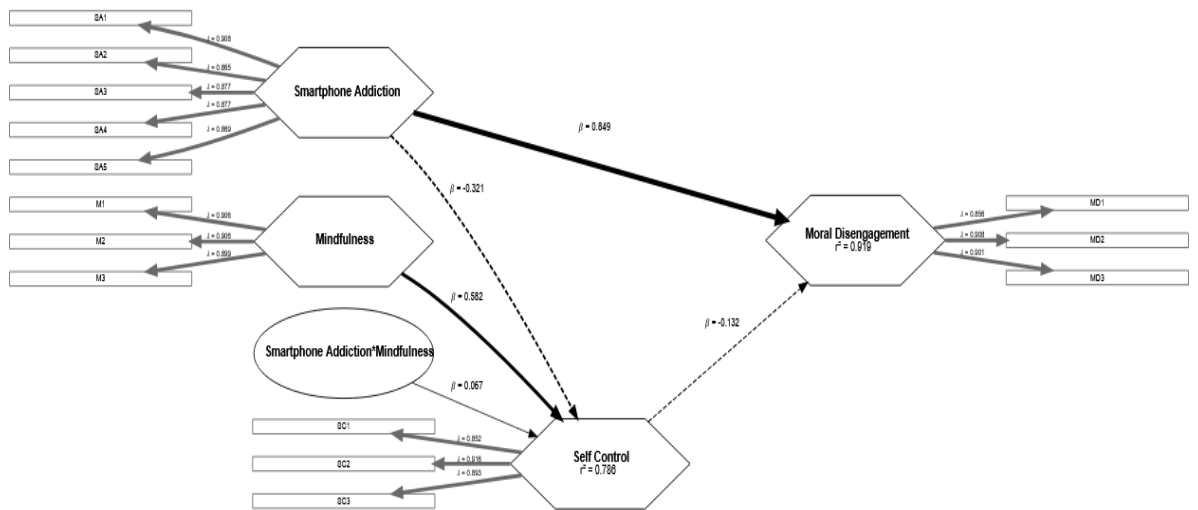 SA1
SA2
SA3
SA4
SA5
λ = 0.908
λ = 0.865
λ = 0.877
λ = 0.877
λ = 0.869
Smartphone Addiction
β = 0.849
β = -0.321
M1
M2
M3
λ = 0.906
λ = 0.906
λ = 0.899
Mindfulness
β = 0.582
Smartphone Addiction*Mindfulness
β = 0.067
SC1
SC2
SC3
λ = 0.852
λ = 0.916
λ = 0.893
Self Control
r² = 0.786
β = -0.132
Moral Disengagement
r² = 0.919
λ = 0.856
λ = 0.908
λ = 0.901
MD1
MD2
MD3